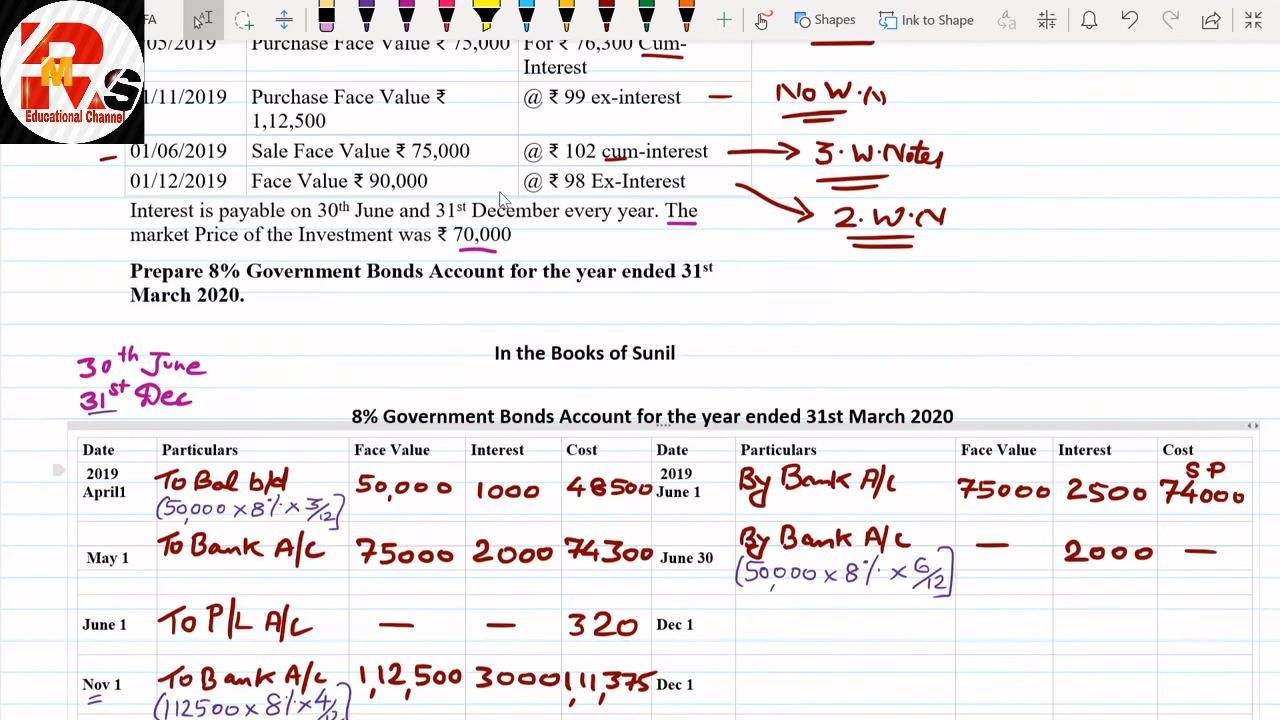 FA
Shapes
Ink to Shape
R
M
V
S
Educational Channel
05/2019 Purchase Face Value ₹ 75,000 For ₹ 76,300 Cum-
Interest
1/11/2019 Purchase Face Value ₹ @ ₹ 99 ex-interest — No W.N
1,12,500
01/06/2019 Sale Face Value ₹ 75,000 @ ₹ 102 cum-interest 3.W.Notes
01/12/2019 Face Value ₹ 90,000 @ ₹ 98 Ex-Interest
2.W.N
Interest is payable on 30th June and 31st December every year. The
market Price of the Investment was ₹ 70,000
Prepare 8% Government Bonds Account for the year ended 31st
March 2020.
In the Books of Sunil
30th June
31st Dec
8% Government Bonds Account for the year ended 31st March 2020
Date Particulars Face Value Interest Cost Date Particulars Face Value Interest Cost
2019 April1 To Bal b/d 50,000 1000 48500 2019 June 1 By Bank A/C 75000 2500 SP 74000
(50,000 x 8% x 3/12)
May 1 To Bank A/C 75000 2000 74300 June 30 By Bank A/C — 2000 —
(50,000 x 8% x 6/12)
June 1 To P/L A/C — — 320 Dec 1
Nov 1 To Bank A/C 1,12,500 3000 1,11,375 Dec 1
(112500 x 8% x 4/12